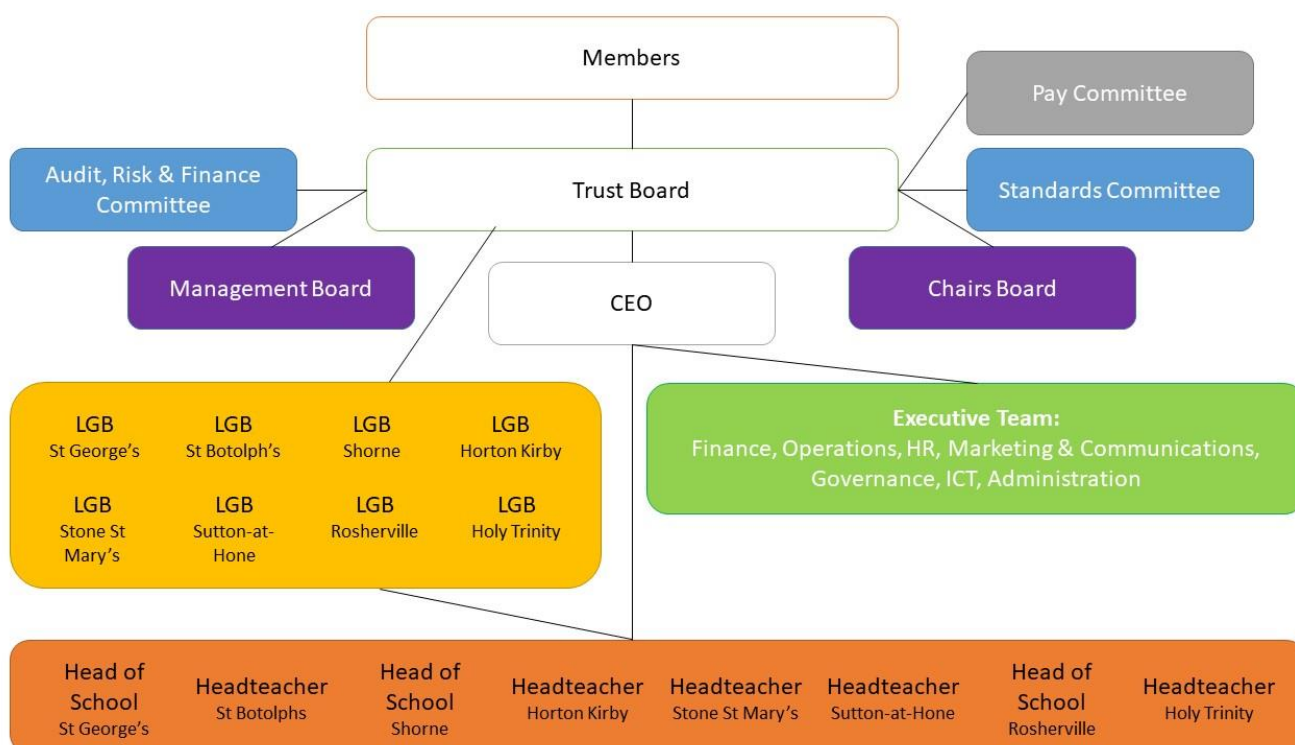 Members
Pay Committee
Audit, Risk & Finance
Committee
Trust Board
Standards Committee
Management Board
CEO
Chairs Board
LGB
St George’s
LGB
St Botolph’s
LGB
Shorne
LGB
Horton Kirby
LGB
Stone St
Mary’s
LGB
Sutton-at-
Hone
LGB
Rosherville
LGB
Holy Trinity
Executive Team:
Finance, Operations, HR, Marketing & Communications,
Governance, ICT, Administration
Head of
School
St George’s
Headteacher
St Botolphs
Head of
School
Shorne
Headteacher
Horton Kirby
Headteacher
Stone St Mary’s
Headteacher
Sutton-at-Hone
Head of
School
Rosherville
Headteacher
Holy Trinity